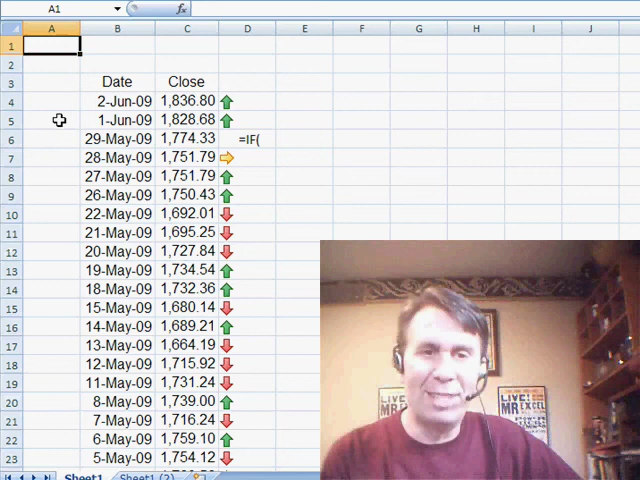 A1
fx
A B C D E F G H I J
1
2
3 Date Close
4 2-Jun-09 1,836.80
5 1-Jun-09 1,828.68
6 29-May-09 1,774.33 =IF(
7 28-May-09 1,751.79
8 27-May-09 1,751.79
9 26-May-09 1,750.43
10 22-May-09 1,692.01
11 21-May-09 1,695.25
12 20-May-09 1,727.84
13 19-May-09 1,734.54
14 18-May-09 1,732.36
15 15-May-09 1,680.14
16 14-May-09 1,689.21
17 13-May-09 1,664.19
18 12-May-09 1,715.92
19 11-May-09 1,731.24
20 8-May-09 1,739.00
21 7-May-09 1,716.24
22 6-May-09 1,759.10
23 5-May-09 1,754.12
LIVE!
MR
LIVE!
MR EXCEL
Sheet1 Sheet1 (2)